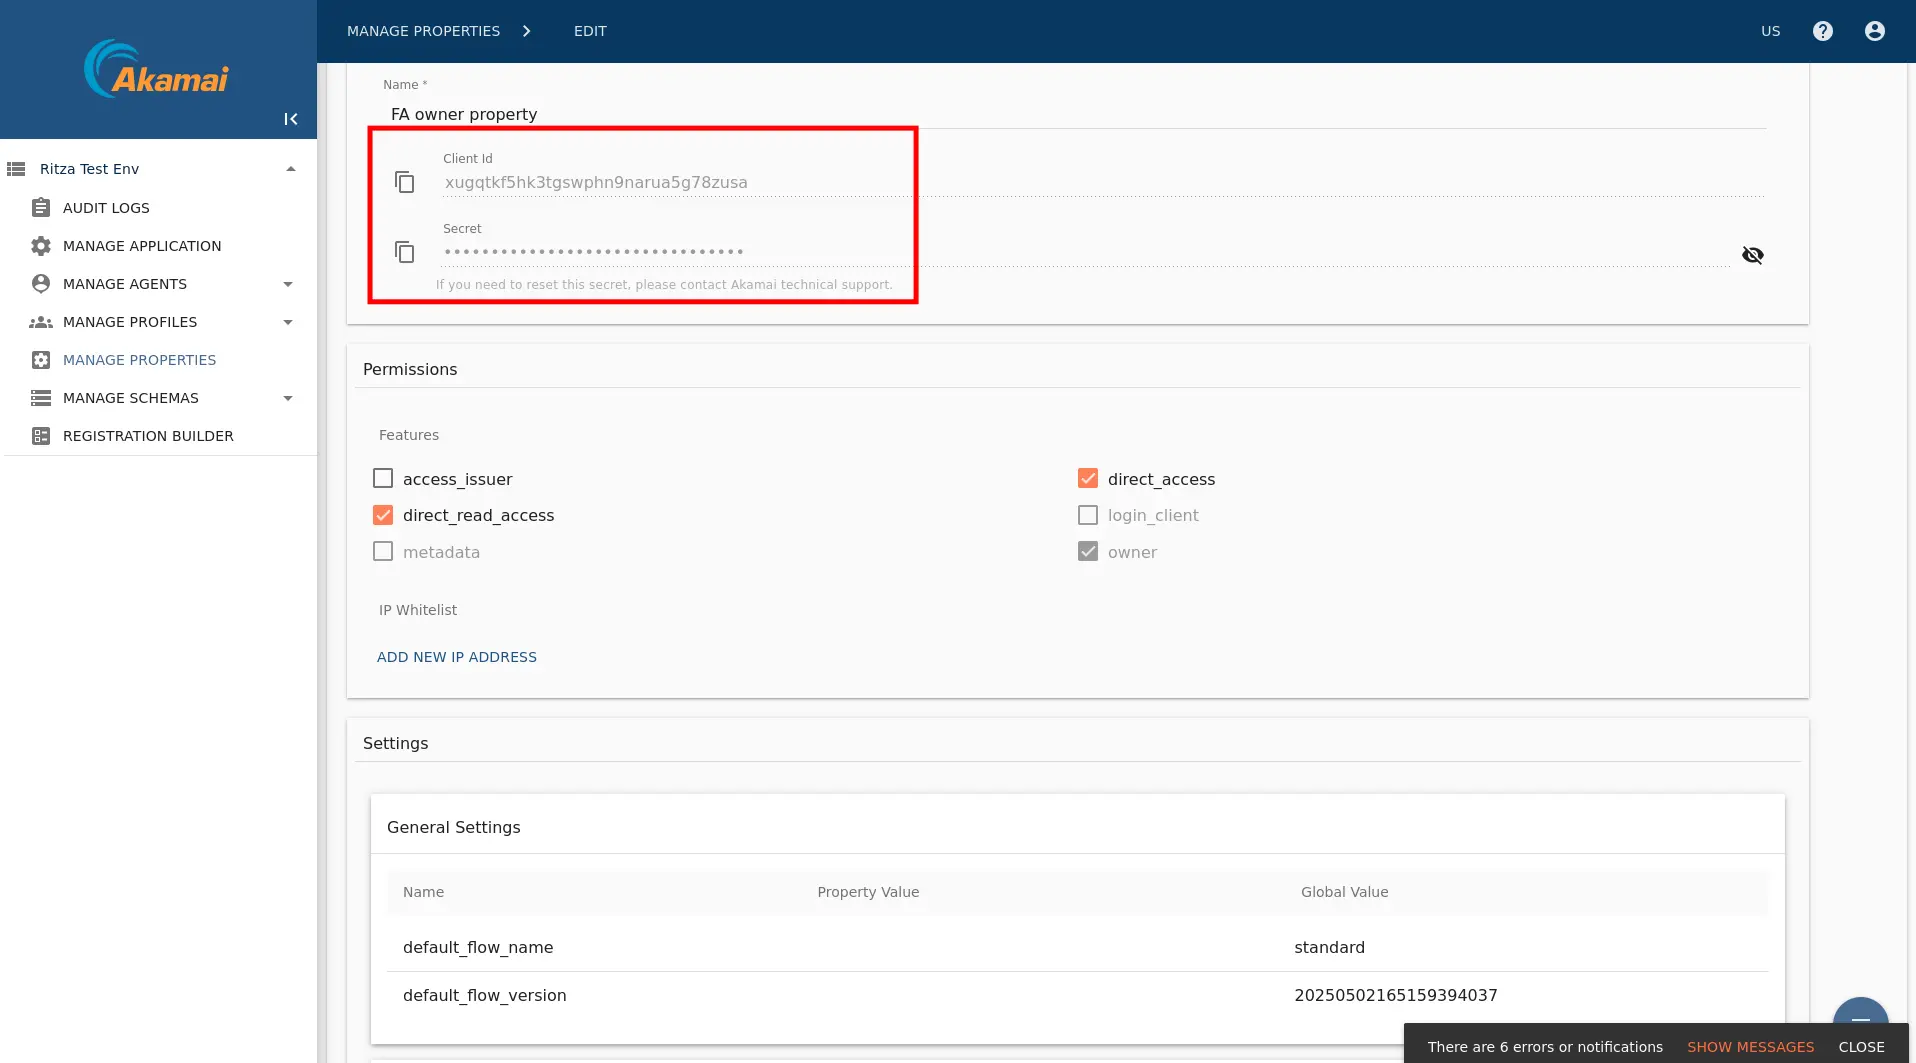 MANAGE PROPERTIES
EDIT
US
Akamai
Ritza Test Env
AUDIT LOGS
MANAGE APPLICATION
MANAGE AGENTS
MANAGE PROFILES
MANAGE PROPERTIES
MANAGE SCHEMAS
REGISTRATION BUILDER
Name *
FA owner property
Client Id
xugqtkf5hk3tgswphn9narua5g78zusa
Secret
••••••••••••••••••••••••••••••••
If you need to reset this secret, please contact Akamai technical support.
Permissions
Features
access_issuer
direct_access
direct_read_access
login_client
metadata
owner
IP Whitelist
ADD NEW IP ADDRESS
Settings
General Settings
Name Property Value Global Value
default_flow_name standard
default_flow_version 20250502165159394037
There are 6 errors or notifications SHOW MESSAGES CLOSE